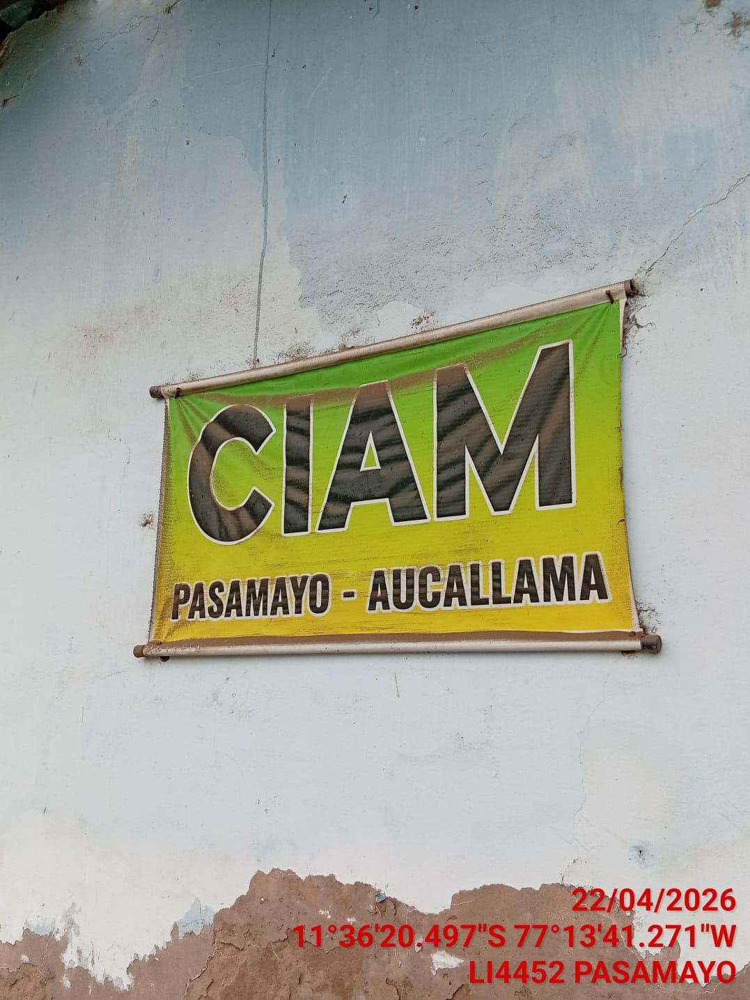 CIAM
PASAMAYO - AUCALLAMA
22/04/2026
11°36'20.497"S 77°13'41.271"W
LI4452 PASAMAYO